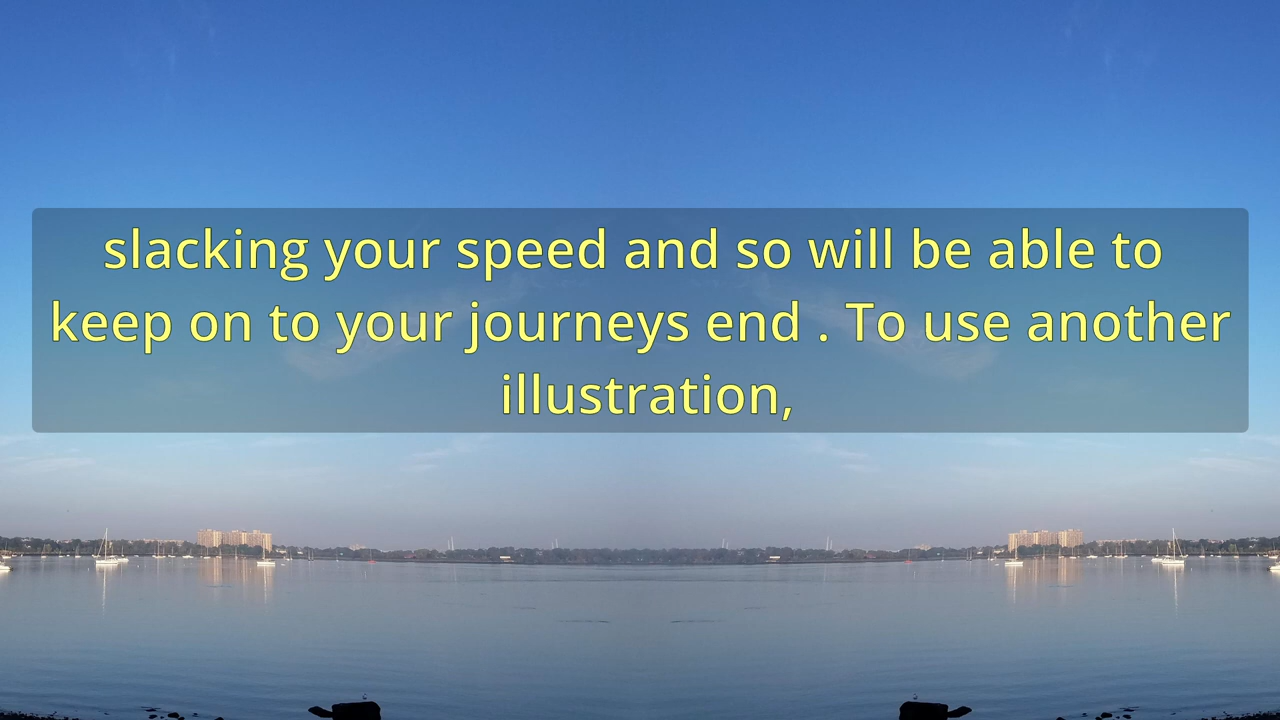 slacking your speed and so will be able to
keep on to your journeys end . To use another
illustration,